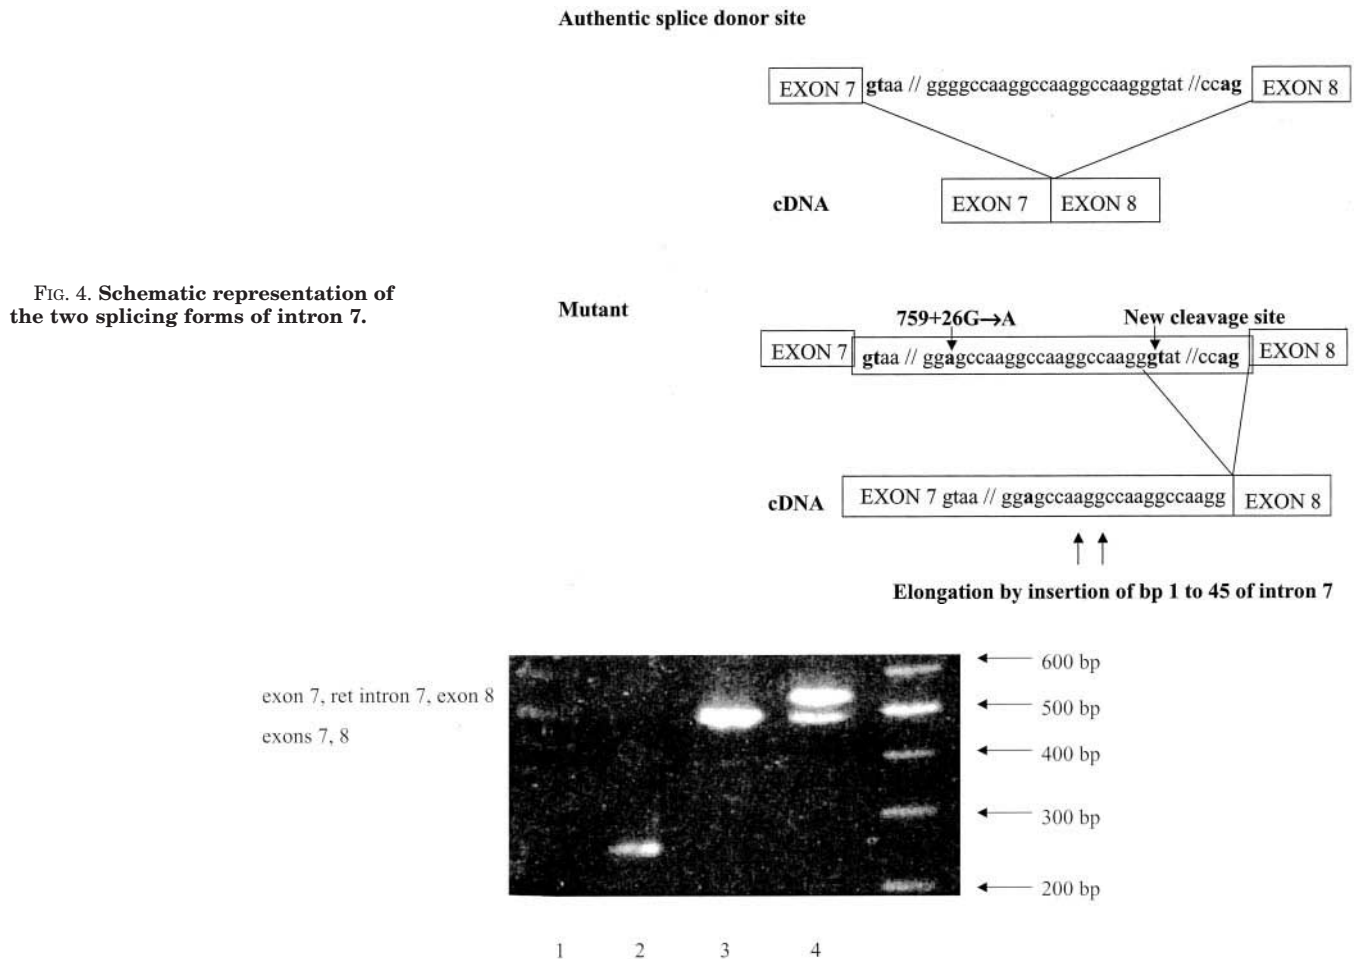 Authentic splice donor site
EXON 7 gtaa // ggggccaaggccaaggccaagggtat //ccag EXON 8
cDNA EXON 7 EXON 8
FIG. 4. Schematic representation of
the two splicing forms of intron 7.
Mutant
759+26G→A New cleavage site
EXON 7 gtaa // ggagccaaggccaaggccaagggtat //ccag EXON 8
cDNA EXON 7 gtaa // ggagccaaggccaaggccaagg EXON 8
Elongation by insertion of bp 1 to 45 of intron 7
exon 7, ret intron 7, exon 8
exons 7, 8
600 bp
500 bp
400 bp
300 bp
200 bp
1 2 3 4